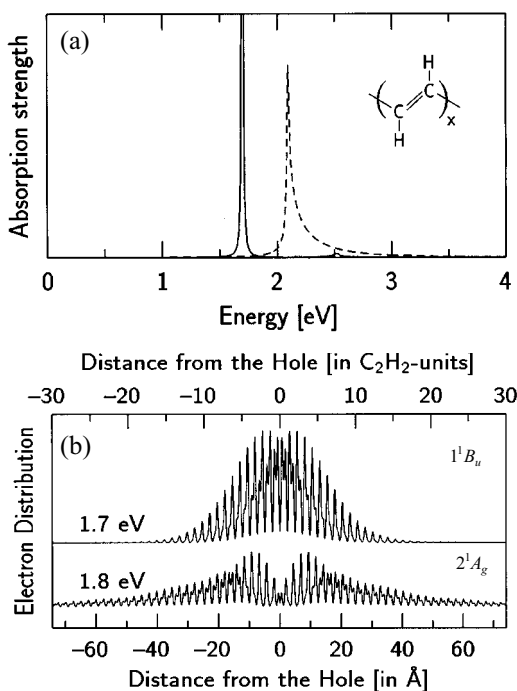 (a)
Absorption strength
H
C
C
H
x
0 1 2 3 4
Energy [eV]
Distance from the Hole [in C₂H₂-units]
−30 −20 −10 0 10 20 30
(b)
Electron Distribution
1¹Bᵤ
1.7 eV
2¹A_g
1.8 eV
−60 −40 −20 0 20 40 60
Distance from the Hole [in Å]